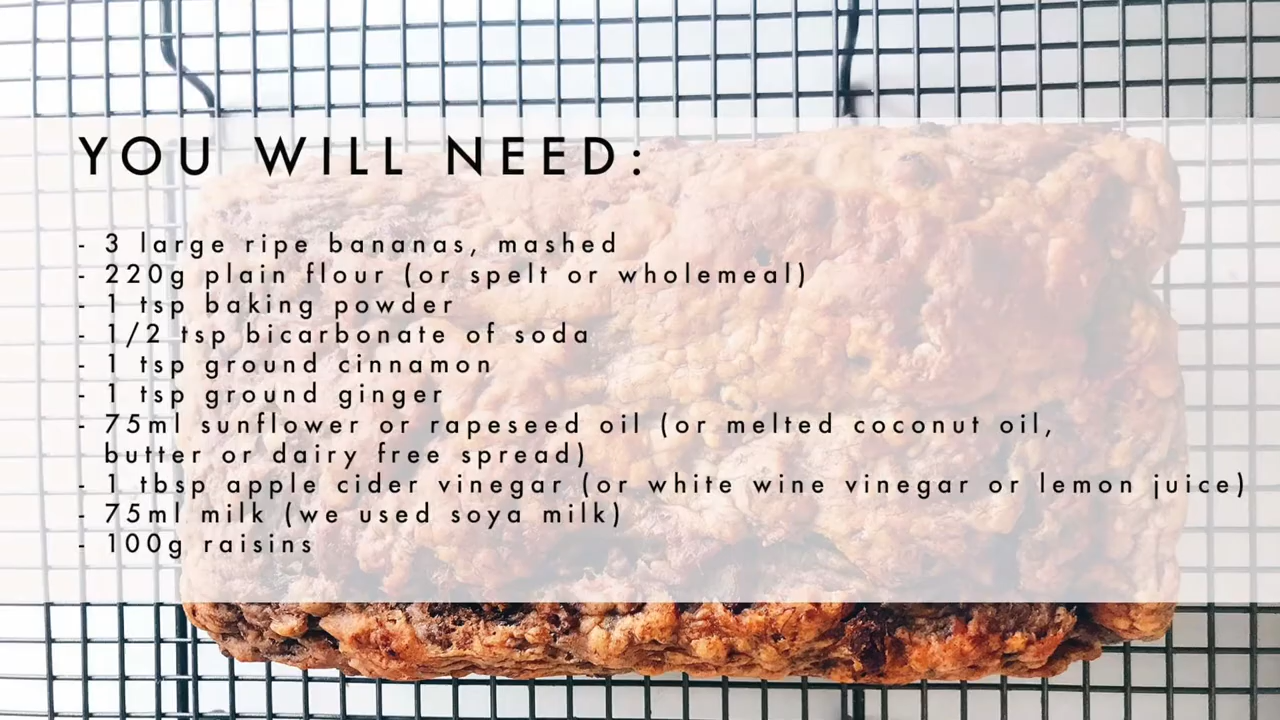 YOU WILL NEED:
- 3 large ripe bananas, mashed
- 220g plain flour (or spelt or wholemeal)
- 1 tsp baking powder
- 1/2 tsp bicarbonate of soda
- 1 tsp ground cinnamon
- 1 tsp ground ginger
- 75ml sunflower or rapeseed oil (or melted coconut oil,
butter or dairy free spread)
- 1 tbsp apple cider vinegar (or white wine vinegar or lemon juice)
- 75ml milk (we used soya milk)
- 100g raisins